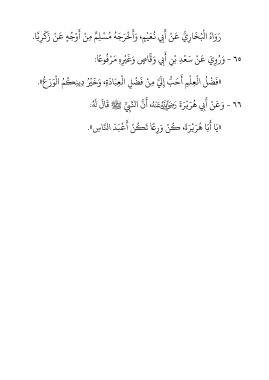 رَوَاهُ الْبُخَارِيُّ عَنْ أَبِي نُعَيْمٍ، وَأَخْرَجَهُ مُسْلِمٌ مِنْ أَوْجُهٍ عَنْ زَكَرِيَّا.
٦٥ - وَرُوِيَ عَنْ سَعْدِ بْنِ أَبِي وَقَّاصٍ وَغَيْرِهِ مَرْفُوعًا:
«فَضْلُ الْعِلْمِ أَحَبُّ إِلَيَّ مِنْ فَضْلِ الْعِبَادَةِ، وَخَيْرُ دِينِكُمُ الْوَرَعُ».
٦٦ - وَعَنْ أَبِي هُرَيْرَةَ رَضِيَ اللَّهُ عَنْهُ أَنَّ النَّبِيَّ ﷺ قَالَ لَهُ:
«يَا أَبَا هُرَيْرَةَ، كُنْ وَرِعًا تَكُنْ أَعْبَدَ النَّاسِ».